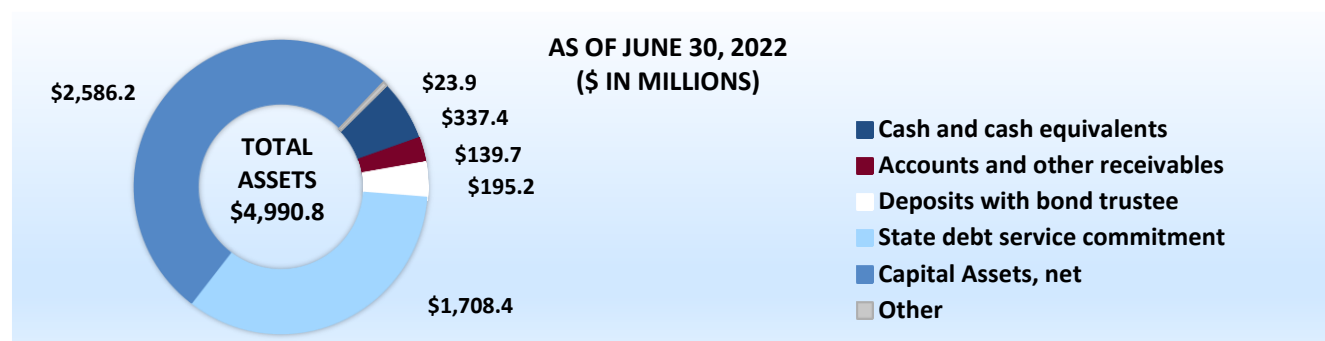 AS OF JUNE 30, 2022
($ IN MILLIONS)
$2,586.2
$23.9
$337.4
$139.7
$195.2
$1,708.4
TOTAL
ASSETS
$4,990.8
Cash and cash equivalents
Accounts and other receivables
Deposits with bond trustee
State debt service commitment
Capital Assets, net
Other